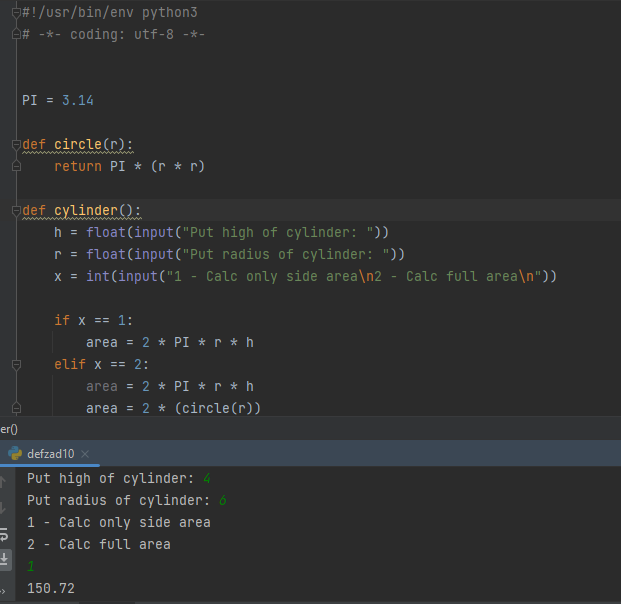 #!/usr/bin/env python3
# -*- coding: utf-8 -*-
PI = 3.14
def circle(r):
    return PI * (r * r)
def cylinder():
    h = float(input("Put high of cylinder: "))
    r = float(input("Put radius of cylinder: "))
    x = int(input("1 - Calc only side area\n2 - Calc full area\n"))
    if x == 1:
        area = 2 * PI * r * h
    elif x == 2:
        area = 2 * PI * r * h
        area = 2 * (circle(r))
er()
defzad10
Put high of cylinder: 4
Put radius of cylinder: 6
1 - Calc only side area
2 - Calc full area
1
150.72